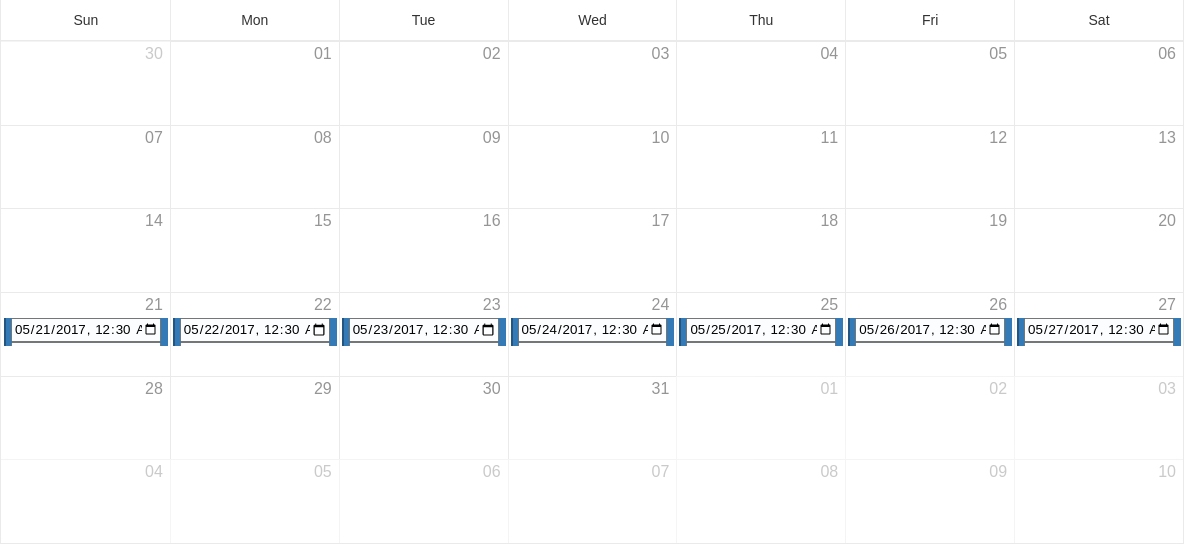 Sun Mon Tue Wed Thu Fri Sat
30 01 02 03 04 05 06
07 08 09 10 11 12 13
14 15 16 17 18 19 20
21 22 23 24 25 26 27
05/21/2017, 12:30 05/22/2017, 12:30 05/23/2017, 12:30 05/24/2017, 12:30 05/25/2017, 12:30 05/26/2017, 12:30 05/27/2017, 12:30
28 29 30 31 01 02 03
04 05 06 07 08 09 10